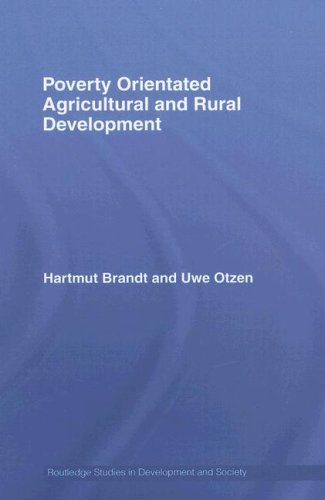 Poverty Orientated
Agricultural and Rural
Development
Hartmut Brandt and Uwe Otzen
Routledge Studies in Development and Society